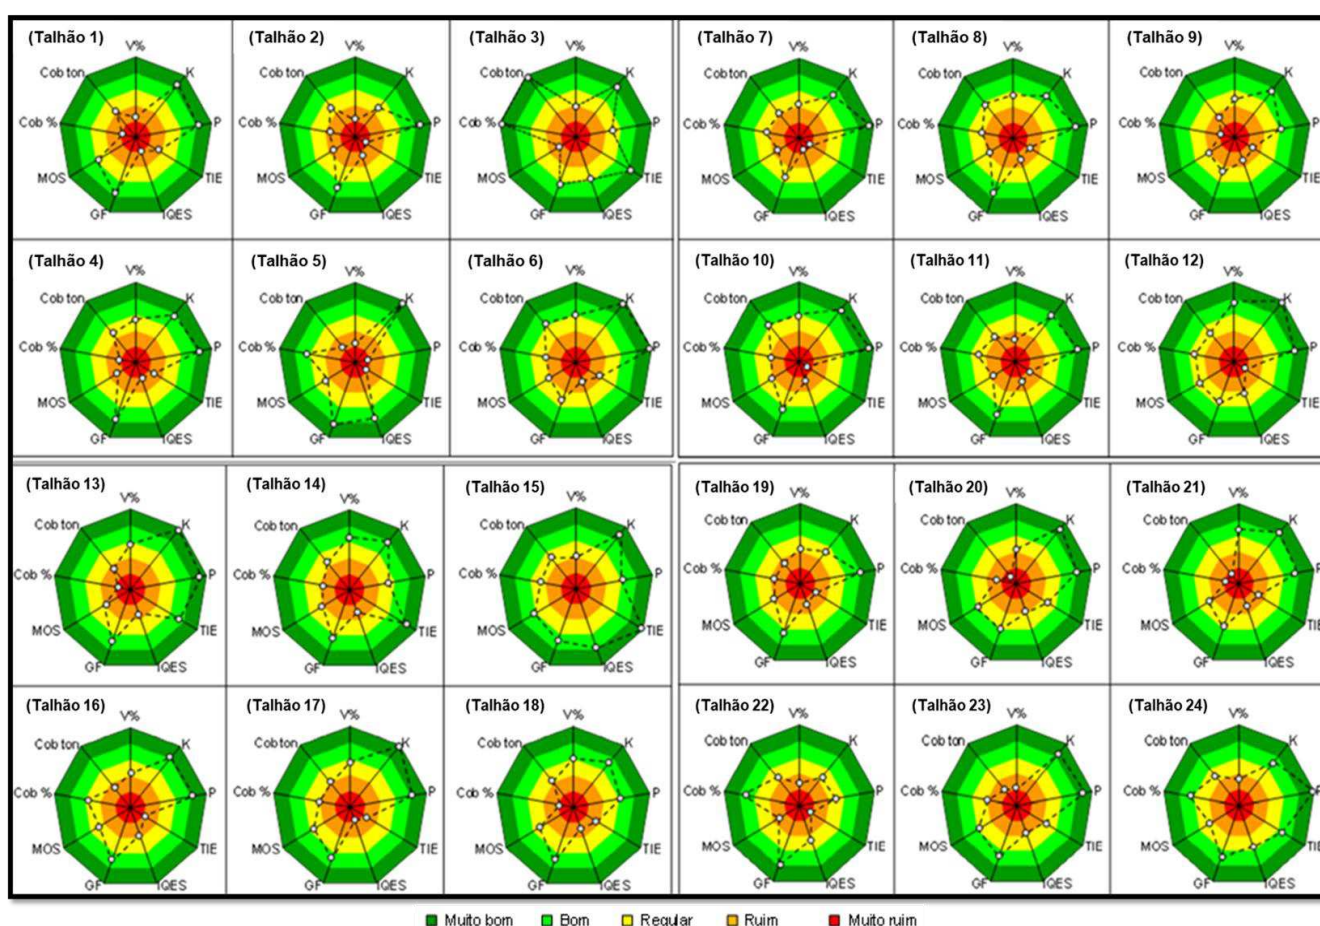 (Talhão 1)
V%
Cob ton
K
Cob %
P
MOS
TIE
GF
IQES
(Talhão 2)
V%
Cob ton
K
Cob %
P
MOS
TIE
GF
IQES
(Talhão 3)
V%
Cob ton
K
Cob %
P
MOS
TIE
GF
IQES
(Talhão 7)
V%
Cob ton
K
Cob %
P
MOS
TIE
GF
IQES
(Talhão 8)
V%
Cob ton
K
Cob %
P
MOS
TIE
GF
IQES
(Talhão 9)
V%
Cob ton
K
Cob %
P
MOS
TIE
GF
IQES
(Talhão 4)
V%
Cob ton
K
Cob %
P
MOS
TIE
GF
IQES
(Talhão 5)
V%
Cob ton
K
Cob %
P
MOS
TIE
GF
IQES
(Talhão 6)
V%
Cob ton
K
Cob %
P
MOS
TIE
GF
IQES
(Talhão 10)
V%
Cob ton
K
Cob %
P
MOS
TIE
GF
IQES
(Talhão 11)
V%
Cob ton
K
Cob %
P
MOS
TIE
GF
IQES
(Talhão 12)
V%
Cob ton
K
Cob %
P
MOS
TIE
GF
IQES
(Talhão 13)
V%
Cob ton
K
Cob %
P
MOS
TIE
GF
IQES
(Talhão 14)
V%
Cob ton
K
Cob %
P
MOS
TIE
GF
IQES
(Talhão 15)
V%
Cob ton
K
Cob %
P
MOS
TIE
GF
IQES
(Talhão 19)
V%
Cob ton
K
Cob %
P
MOS
TIE
GF
IQES
(Talhão 20)
V%
Cob ton
K
Cob %
P
MOS
TIE
GF
IQES
(Talhão 21)
V%
Cob ton
K
Cob %
P
MOS
TIE
GF
IQES
(Talhão 16)
V%
Cob ton
K
Cob %
P
MOS
TIE
GF
IQES
(Talhão 17)
V%
Cob ton
K
Cob %
P
MOS
TIE
GF
IQES
(Talhão 18)
V%
Cob ton
K
Cob %
P
MOS
TIE
GF
IQES
(Talhão 22)
V%
Cob ton
K
Cob %
P
MOS
TIE
GF
IQES
(Talhão 23)
V%
Cob ton
K
Cob %
P
MOS
TIE
GF
IQES
(Talhão 24)
V%
Cob ton
K
Cob %
P
MOS
TIE
GF
IQES
Muito bom Bom Regular Ruim Muito ruim